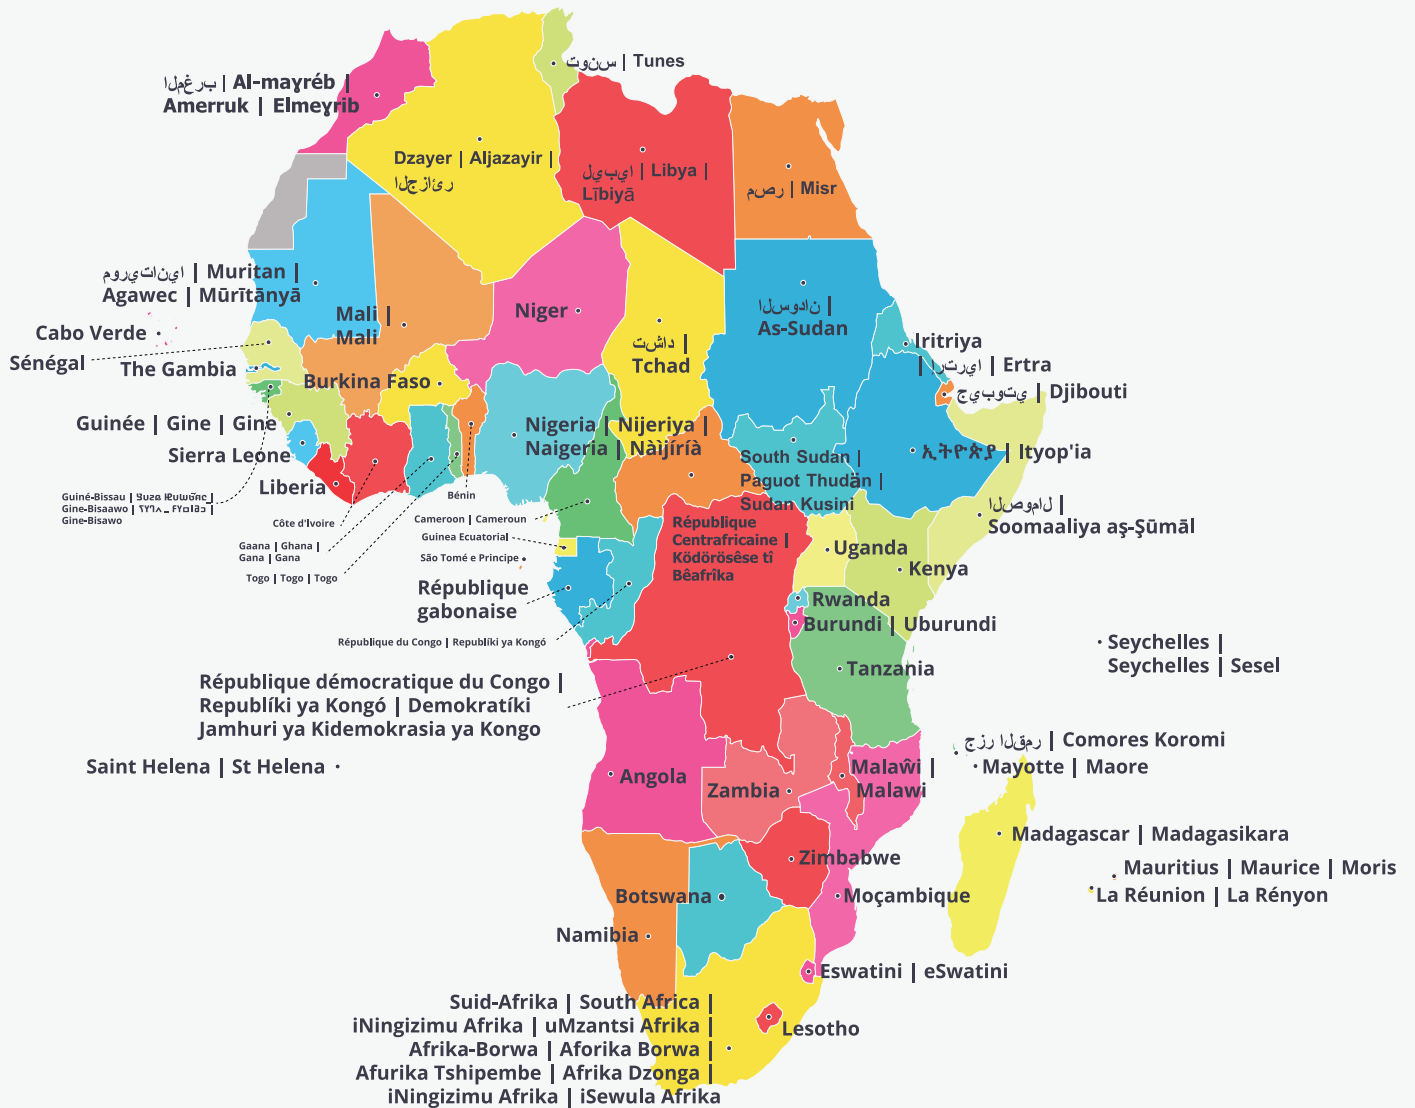 تونس | Tunes
المغرب | Al-maɣréb |
Amerruk | Elmeɣrib
Dzayer | Aljazayir |
الجزائر
ليبيا | Libya |
Lībiyā
مصر | Misr
موريتانيا | Muritan |
Agawec | Mūrītānyā
Mali |
Mali
Niger
تشاد |
Tchad
السودان |
As-Sudan
Cabo Verde
Sénégal
The Gambia
Burkina Faso
Iritriya
| إرتريا | Ertra
جيبوتي | Djibouti
Guinée | Gine | Gine
Sierra Leone
Liberia
Nigeria | Nijeriya |
Naigeria | Nàìjíríà
South Sudan |
Paguot Thudän |
Sudan Kusini
ኢትዮጵያ | Ityop'ia
الصومال |
Soomaaliya aş-Şūmāl
Guiné-Bissau |
Gine-Bisaawo |
Gine-Bisawo
Bénin
Côte d'Ivoire
Gaana | Ghana |
Gana | Gana
Togo | Togo | Togo
Cameroon | Cameroun
Guinea Ecuatorial
São Tomé e Principe
République
gabonaise
République du Congo | Republíki ya Kongó
République
Centrafricaine |
Ködörösêse tî
Bêafrîka
Uganda
Kenya
Rwanda
Burundi | Uburundi
Tanzania
Seychelles |
Seychelles | Sesel
République démocratique du Congo |
Republíki ya Kongó | Demokratíki
Jamhuri ya Kidemokrasia ya Kongo
Saint Helena | St Helena
Angola
Zambia
Malaŵi |
Malawi
جزر القمر | Comores Koromi
Mayotte | Maore
Madagascar | Madagasikara
Mauritius | Maurice | Moris
La Réunion | La Rényon
Zimbabwe
Botswana
Moçambique
Namibia
Eswatini | eSwatini
Lesotho
Suid-Afrika | South Africa |
iNingizimu Afrika | uMzantsi Afrika |
Afrika-Borwa | Aforika Borwa |
Afurika Tshipembe | Afrika Dzonga |
iNingizimu Afrika | iSewula Afrika